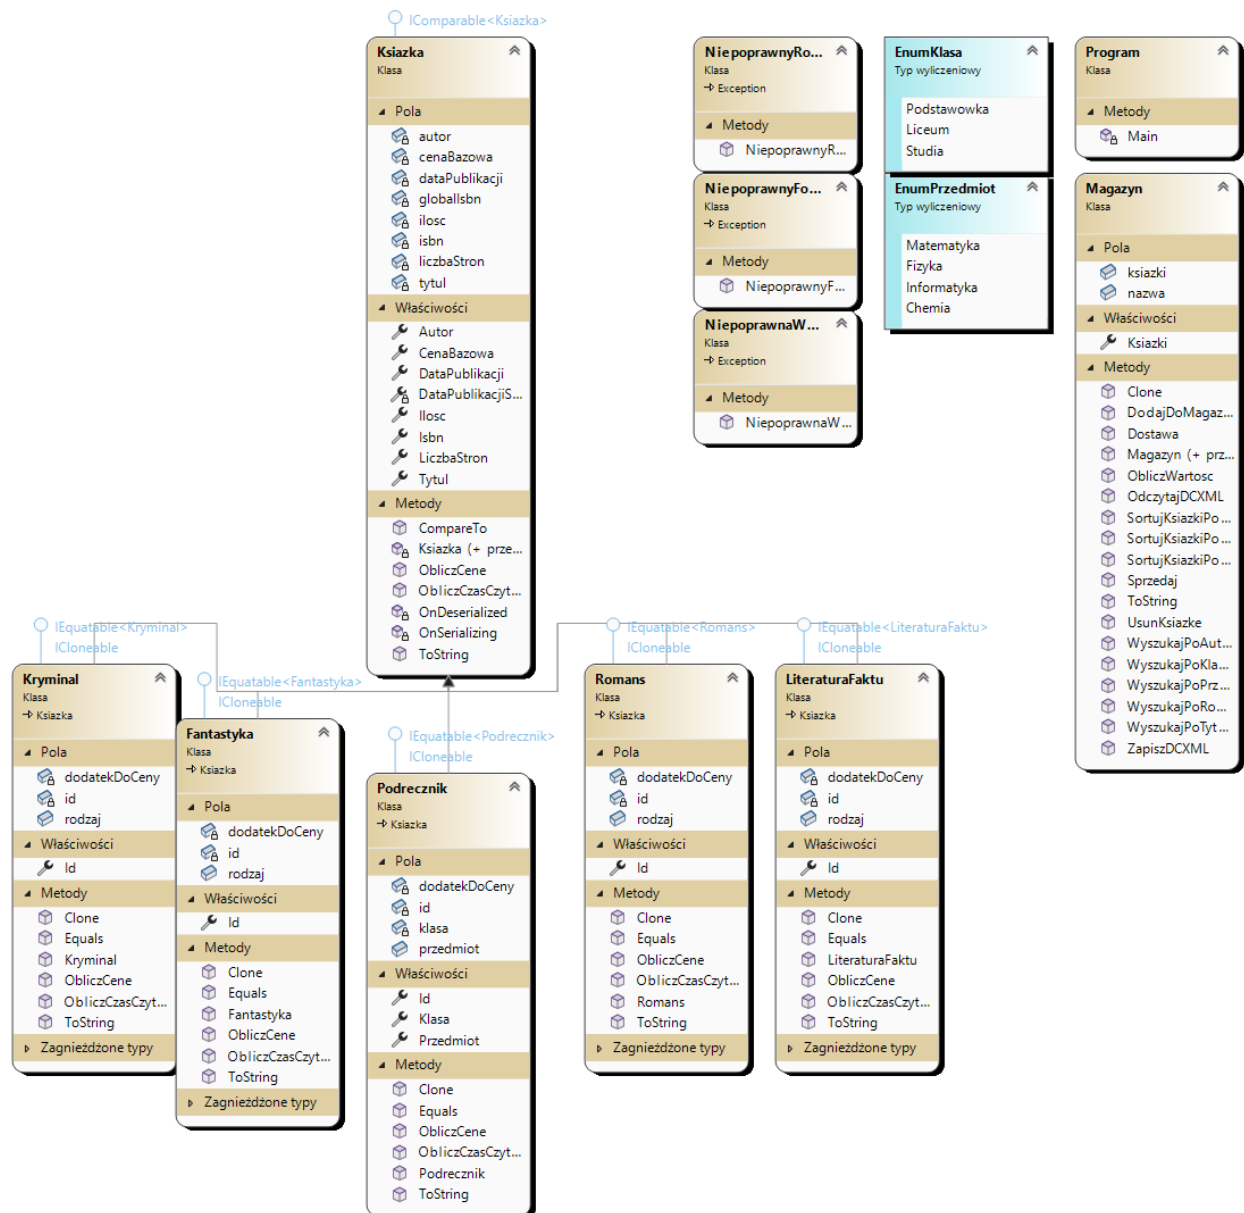 IComparable<Ksiazka>
Ksiazka
Klasa
Pola
autor
cenaBazowa
dataPublikacji
globalIsbn
ilosc
isbn
liczbaStron
tytul
Właściwości
Autor
CenaBazowa
DataPublikacji
DataPublikacjiS...
Ilosc
Isbn
LiczbaStron
Tytul
Metody
CompareTo
Ksiazka (+ prze...
ObliczCene
ObliczCzasCzyt...
OnDeserialized
OnSerializing
ToString
NiepoprawnyRo...
Klasa
Exception
Metody
NiepoprawnyR...
NiepoprawnyFo...
Klasa
Exception
Metody
NiepoprawnyF...
NiepoprawnaW...
Klasa
Exception
Metody
NiepoprawnaW...
EnumKlasa
Typ wyliczeniowy
Podstawowka
Liceum
Studia
EnumPrzedmiot
Typ wyliczeniowy
Matematyka
Fizyka
Informatyka
Chemia
Program
Klasa
Metody
Main
Magazyn
Klasa
Pola
ksiazki
nazwa
Właściwości
Ksiazki
Metody
Clone
DodajDoMagaz...
Dostawa
Magazyn (+ prz...
ObliczWartosc
OdczytajDCXML
SortujKsiazkiPo...
SortujKsiazkiPo...
SortujKsiazkiPo...
Sprzedaj
ToString
UsunKsiazke
WyszukajPoAut...
WyszukajPoKla...
WyszukajPoPrz...
WyszukajPoRo...
WyszukajPoTyt...
ZapiszDCXML
IEquatable<Kryminal>
ICloneable
Kryminal
Klasa
Ksiazka
Pola
dodatekDoCeny
id
rodzaj
Właściwości
Id
Metody
Clone
Equals
Kryminal
ObliczCene
ObliczCzasCzyt...
ToString
Zagnieżdżone typy
IEquatable<Fantastyka>
ICloneable
Fantastyka
Klasa
Ksiazka
Pola
dodatekDoCeny
id
rodzaj
Właściwości
Id
Metody
Clone
Equals
Fantastyka
ObliczCene
ObliczCzasCzyt...
ToString
Zagnieżdżone typy
IEquatable<Podrecznik>
ICloneable
Podrecznik
Klasa
Ksiazka
Pola
dodatekDoCeny
id
klasa
przedmiot
Właściwości
Id
Klasa
Przedmiot
Metody
Clone
Equals
ObliczCene
ObliczCzasCzyt...
Podrecznik
ToString
IEquatable<Romans>
ICloneable
Romans
Klasa
Ksiazka
Pola
dodatekDoCeny
id
rodzaj
Właściwości
Id
Metody
Clone
Equals
ObliczCene
ObliczCzasCzyt...
Romans
ToString
Zagnieżdżone typy
IEquatable<LiteraturaFaktu>
ICloneable
LiteraturaFaktu
Klasa
Ksiazka
Pola
dodatekDoCeny
id
rodzaj
Właściwości
Id
Metody
Clone
Equals
LiteraturaFaktu
ObliczCene
ObliczCzasCzyt...
ToString
Zagnieżdżone typy